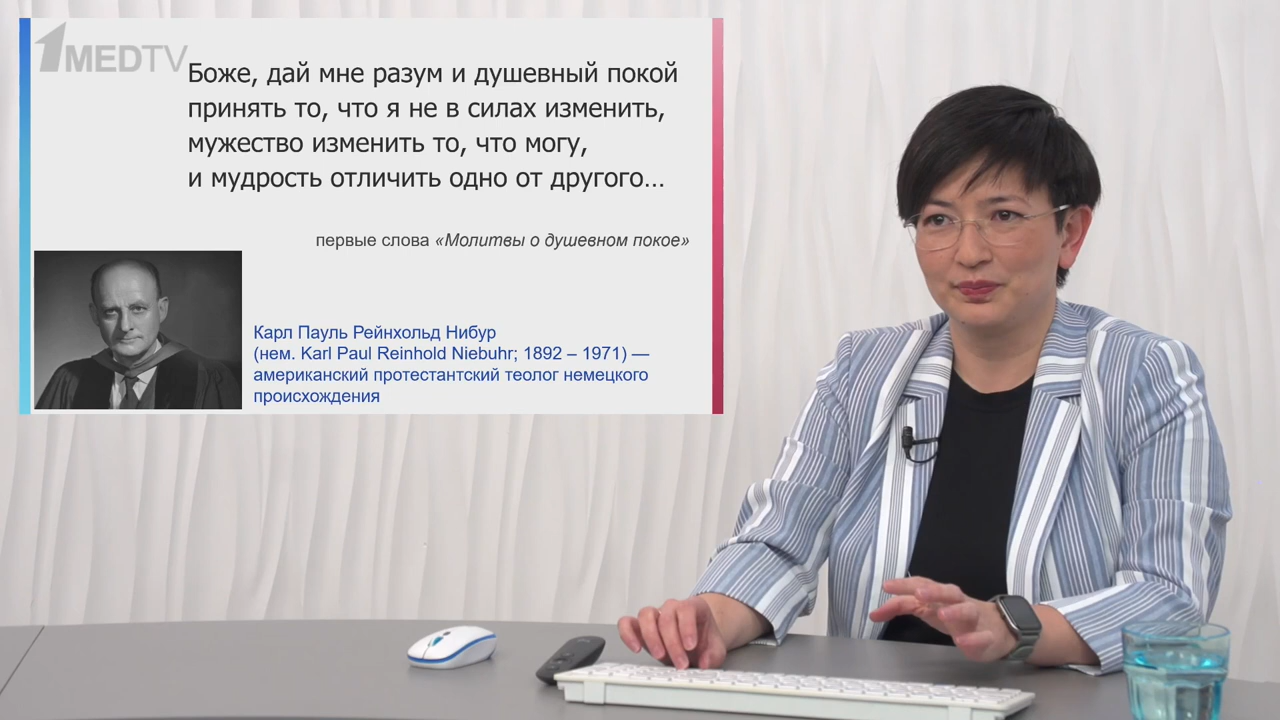 1MEDTV
Боже, дай мне разум и душевный покой
принять то, что я не в силах изменить,
мужество изменить то, что могу,
и мудрость отличить одно от другого…
первые слова «Молитвы о душевном покое»
Карл Пауль Рейнхольд Нибур
(нем. Karl Paul Reinhold Niebuhr; 1892 – 1971) —
американский протестантский теолог немецкого
происхождения